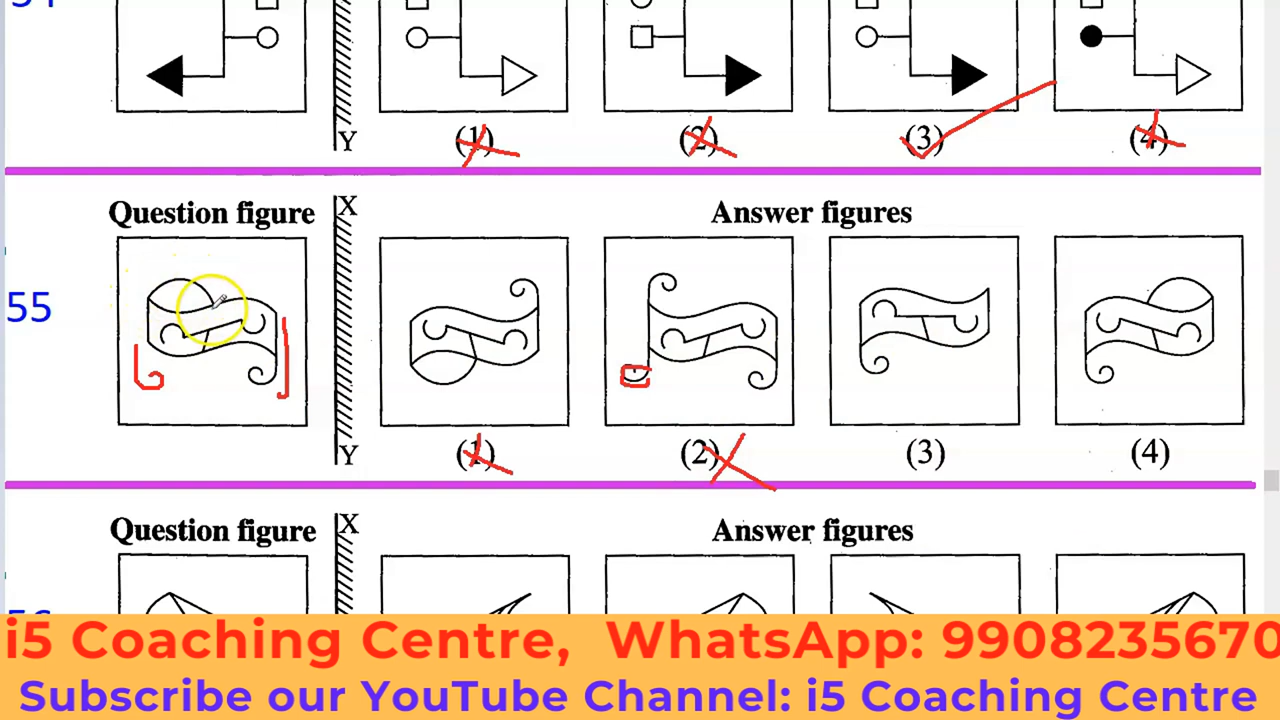 Y
(1) (2) (3) (4)
Question figure X Answer figures
55
Y
(1) (2) (3) (4)
Question figure X Answer figures
i5 Coaching Centre, WhatsApp: 9908235670
Subscribe our YouTube Channel: i5 Coaching Centre